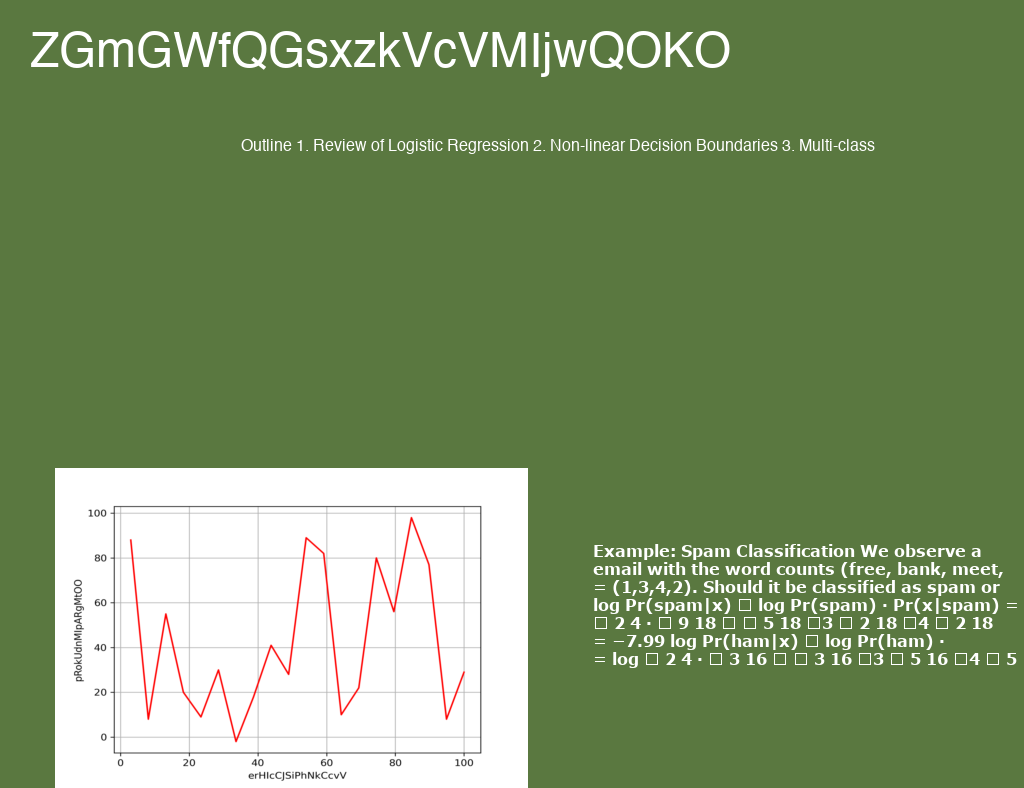 ZGmGWfQGsxzkVcVMIjwQOKO
Outline 1. Review of Logistic Regression 2. Non-linear Decision Boundaries 3. Multi-class
100
80
60
40
20
0
pRokUdnMIpARgMtOO
0 20 40 60 80 100
erHIcCJSiPhNkCcvV
Example: Spam Classification We observe a
email with the word counts (free, bank, meet,
= (1,3,4,2). Should it be classified as spam or
log Pr(spam|x) □ log Pr(spam) · Pr(x|spam) =
□ 2 4 · □ 9 18 □ □ 5 18 □3 □ 2 18 □4 □ 2 18
= −7.99 log Pr(ham|x) □ log Pr(ham) ·
= log □ 2 4 · □ 3 16 □ □ 3 16 □3 □ 5 16 □4 □ 5